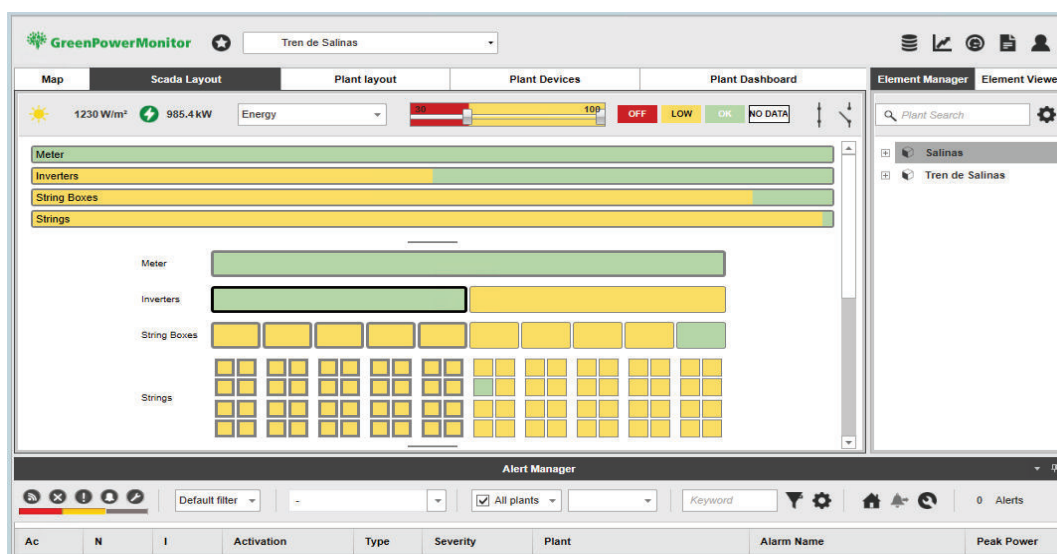 GreenPowerMonitor Tren de Salinas
Map Scada Layout Plant layout Plant Devices Plant Dashboard Element Manager Element Viewe
1230 W/m² 985.4 kW Energy 30 100 OFF LOW OK NO DATA Plant Search
Meter
Inverters
String Boxes
Strings
Salinas
Tren de Salinas
Meter
Inverters
String Boxes
Strings
Alert Manager
Default filter - All plants Keyword 0 Alerts
Ac N I Activation Type Severity Plant Alarm Name Peak Power